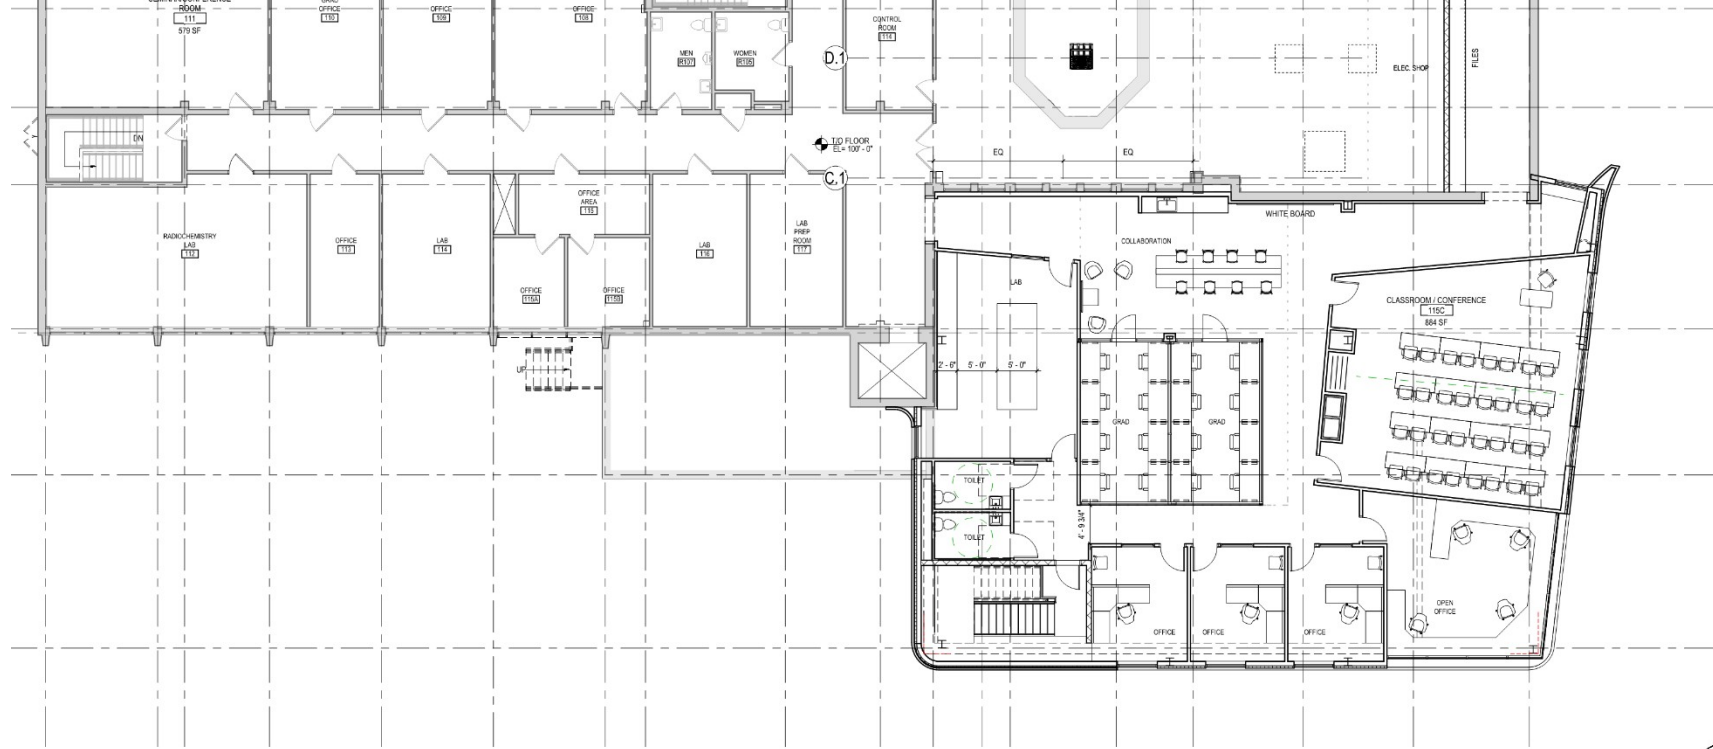 ROOM
111
579 SF
OFFICE
110
OFFICE
109
OFFICE
108
MEN
R107
WOMEN
R105
CONTROL
ROOM
114
D.1
ELEC. SHOP
FILES
DN
T/O FLOOR
EL= 100' - 0"
C.1
EQ
EQ
RADIOCHEMISTRY
LAB
112
OFFICE
113
LAB
114
OFFICE
AREA
115
OFFICE
115A
OFFICE
115B
LAB
116
LAB
PREP
ROOM
117
UP
WHITE BOARD
COLLABORATION
LAB
2' - 6"
5' - 0"
5' - 0"
CLASSROOM / CONFERENCE
115C
884 SF
GRAD
GRAD
TOILET
TOILET
4' - 9 3/4"
OFFICE
OFFICE
OFFICE
OPEN
OFFICE